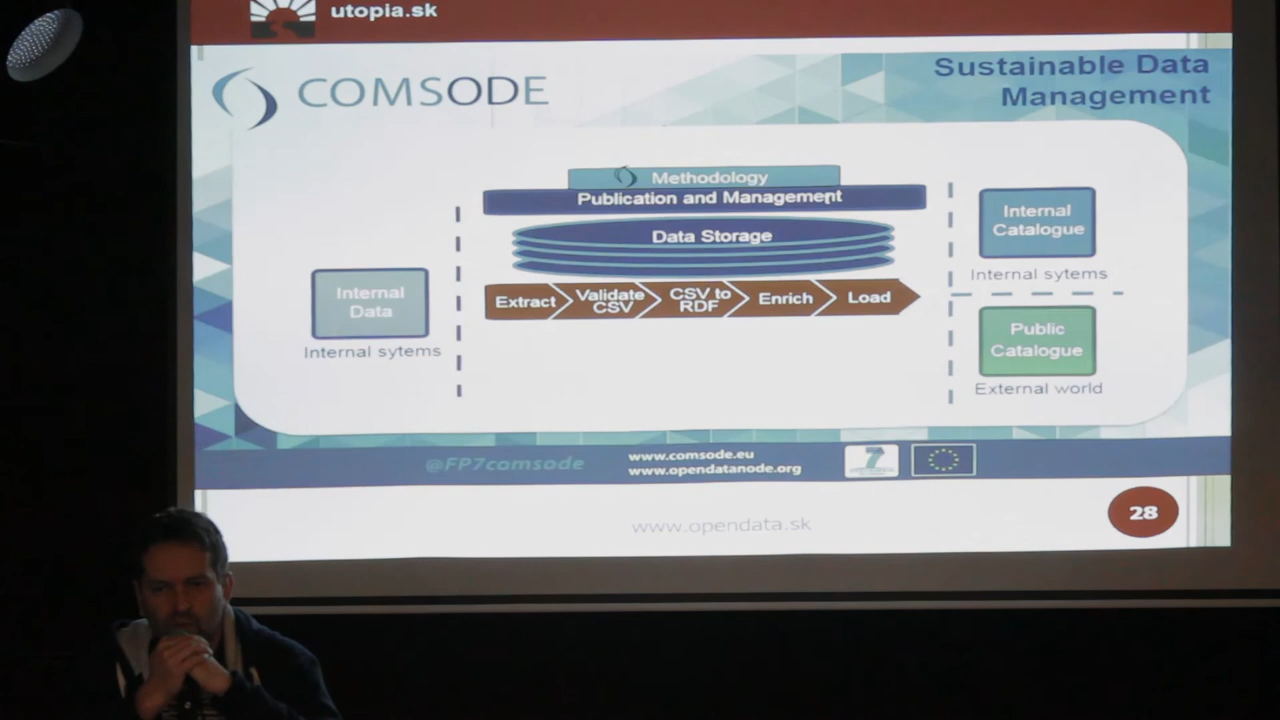 utopia.sk
COMSODE
Sustainable Data
Management
Methodology
Publication and Management
Data Storage
Internal
Data
Internal sytems
Extract
Validate
CSV
CSV to
RDF
Enrich
Load
Internal
Catalogue
Internal sytems
Public
Catalogue
External world
@FP7comsode
www.comsode.eu
www.opendatanode.org
7
www.opendata.sk
28